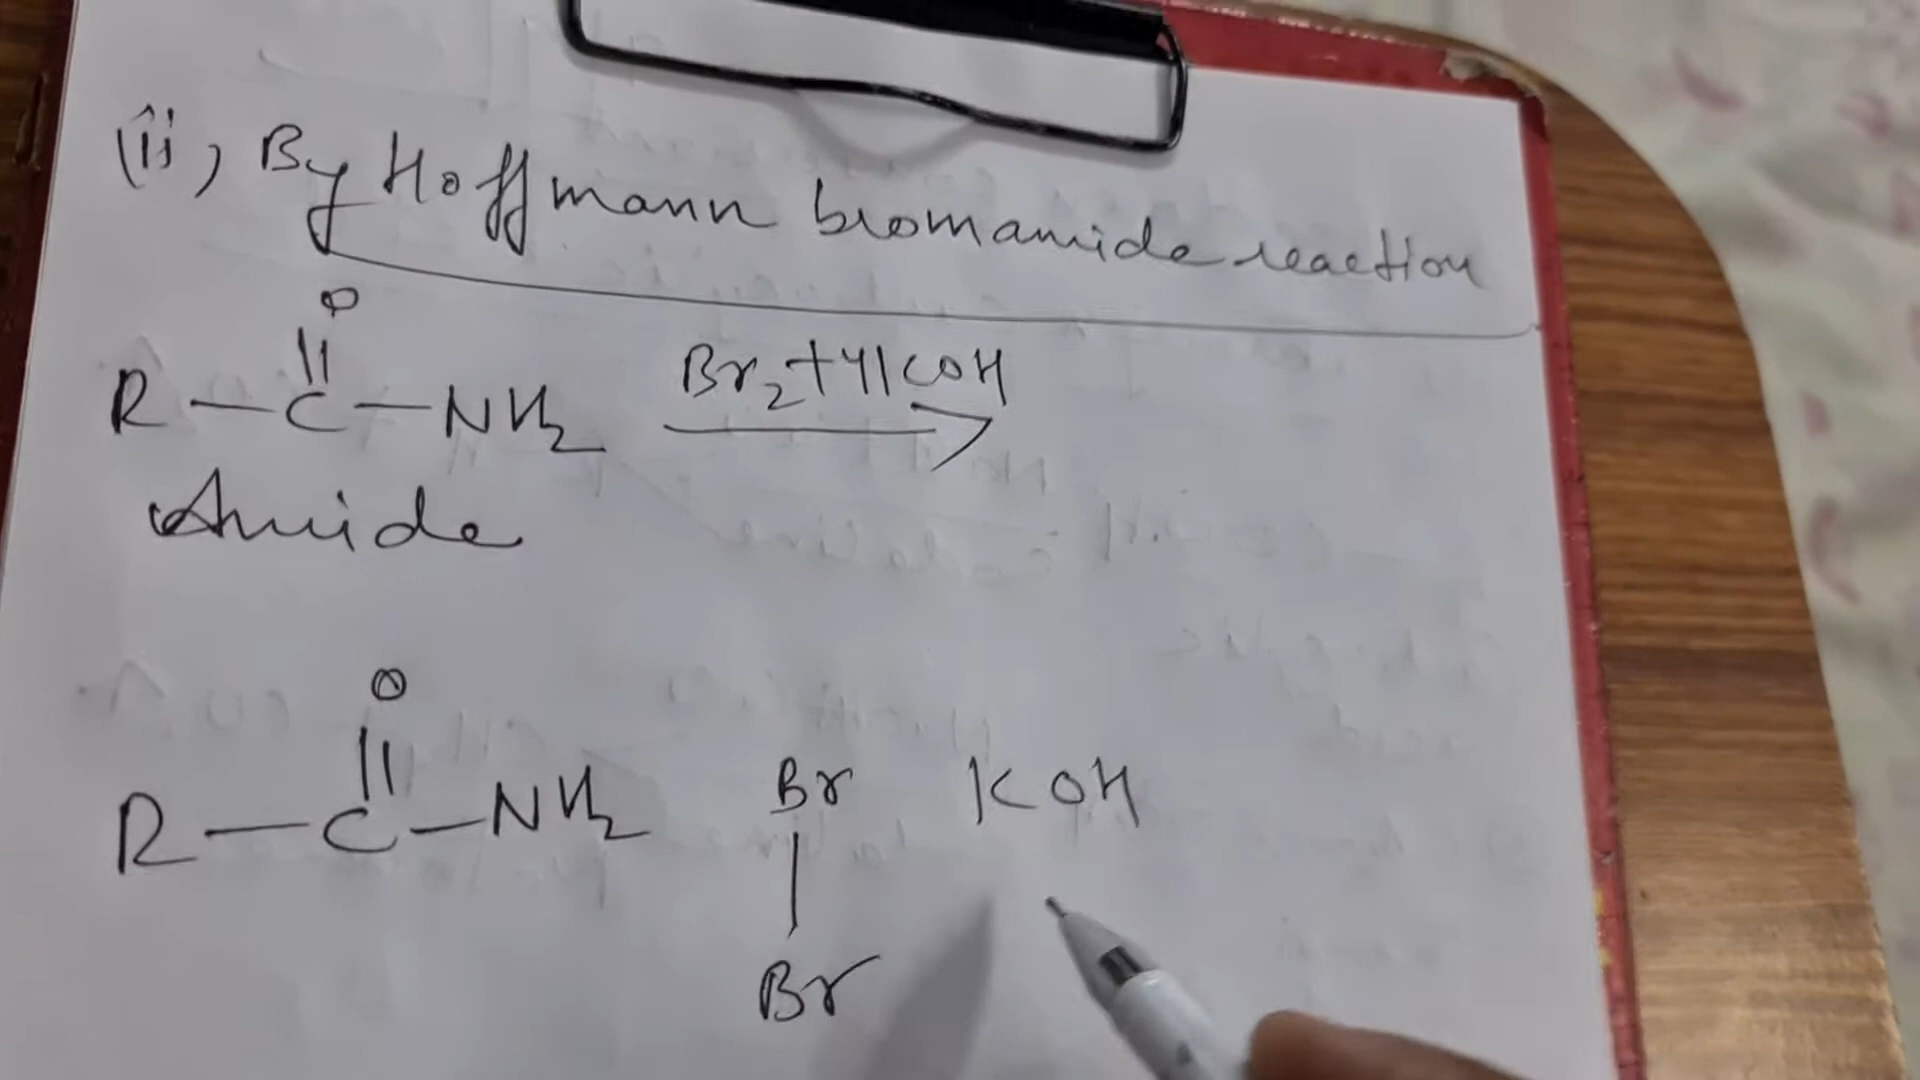 (ii), By Hoffmann bromamide reaction
O
||
R—C—NH₂ Br₂+4KOH
Amide
O
||
R—C—NH₂ Br KOH
|
Br